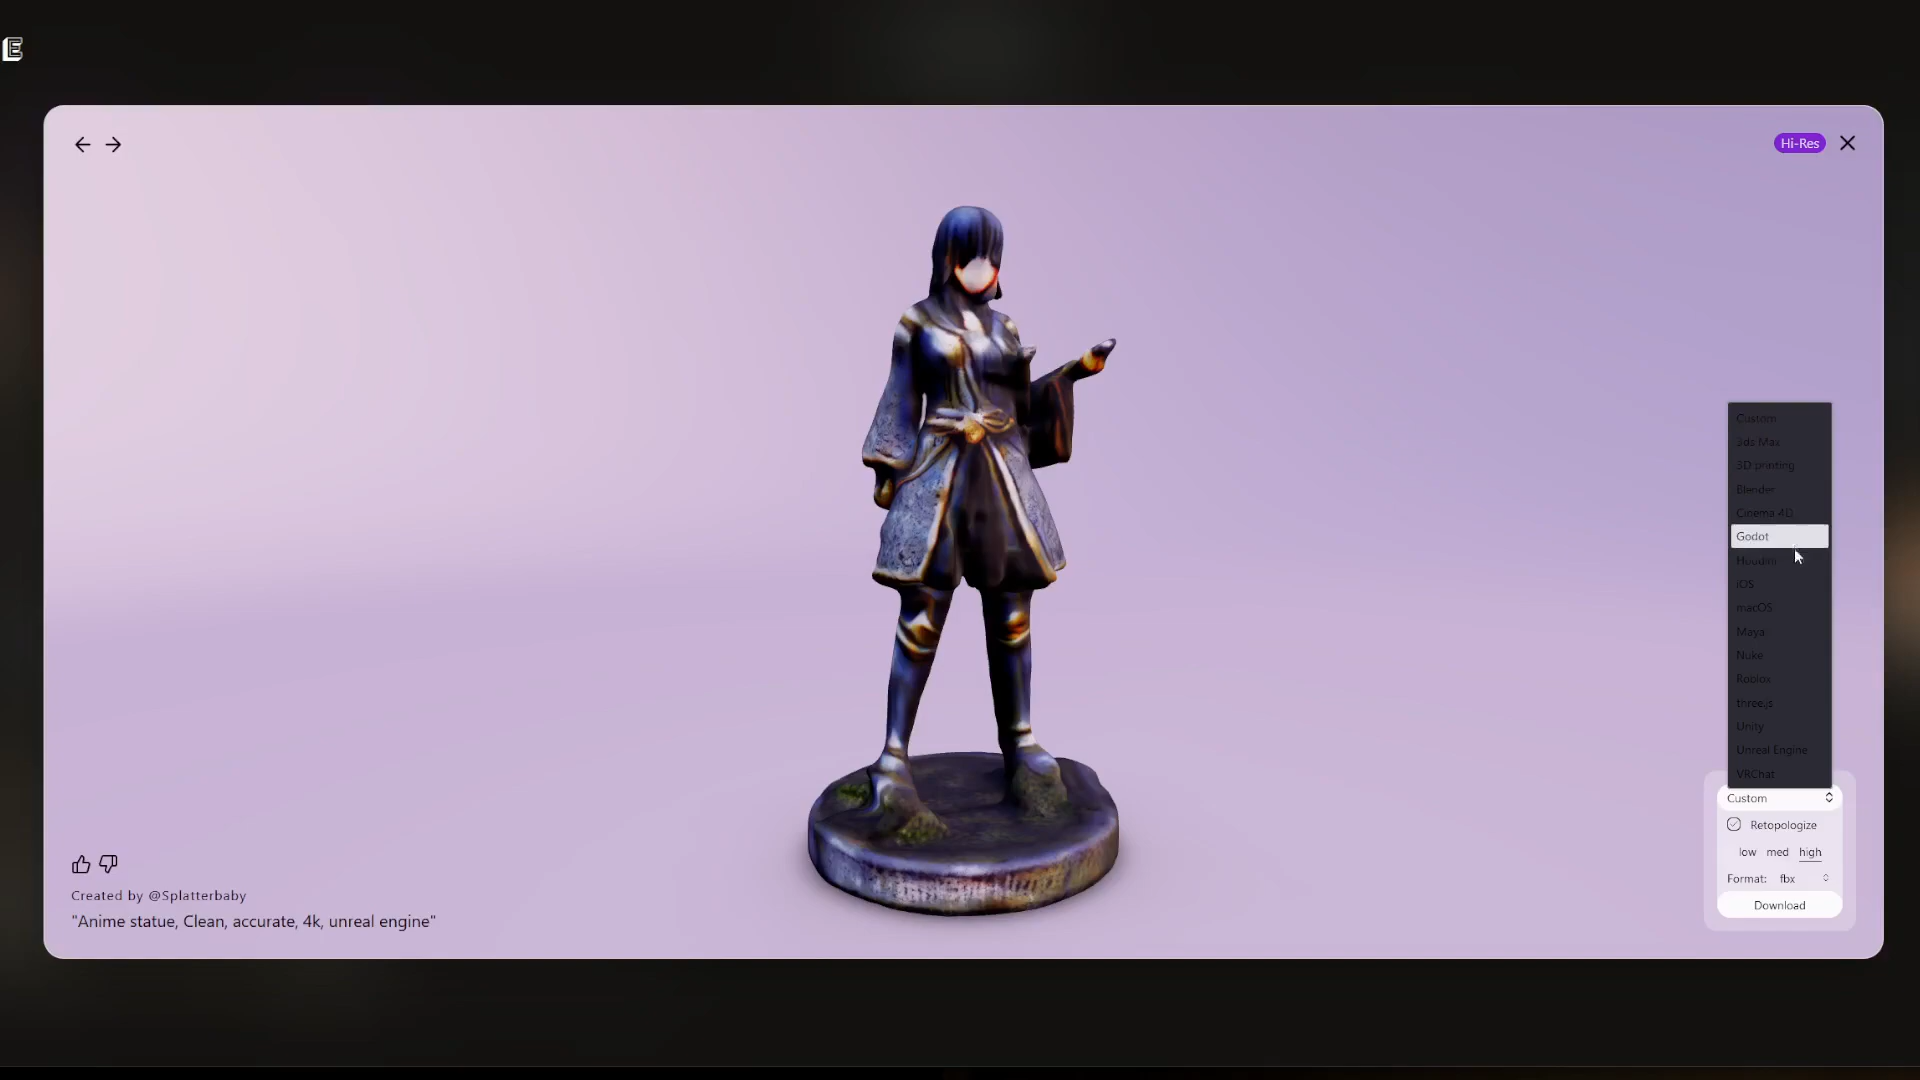 E
Hi-Res
Custom
3ds Max
3D printing
Blender
Cinema 4D
Godot
Houdini
iOS
macOS
Maya
Nuke
Roblox
three.js
Unity
Unreal Engine
VRChat
Custom
Retopologize
low med high
Format: fbx
Download
Created by @Splatterbaby
"Anime statue, Clean, accurate, 4k, unreal engine"